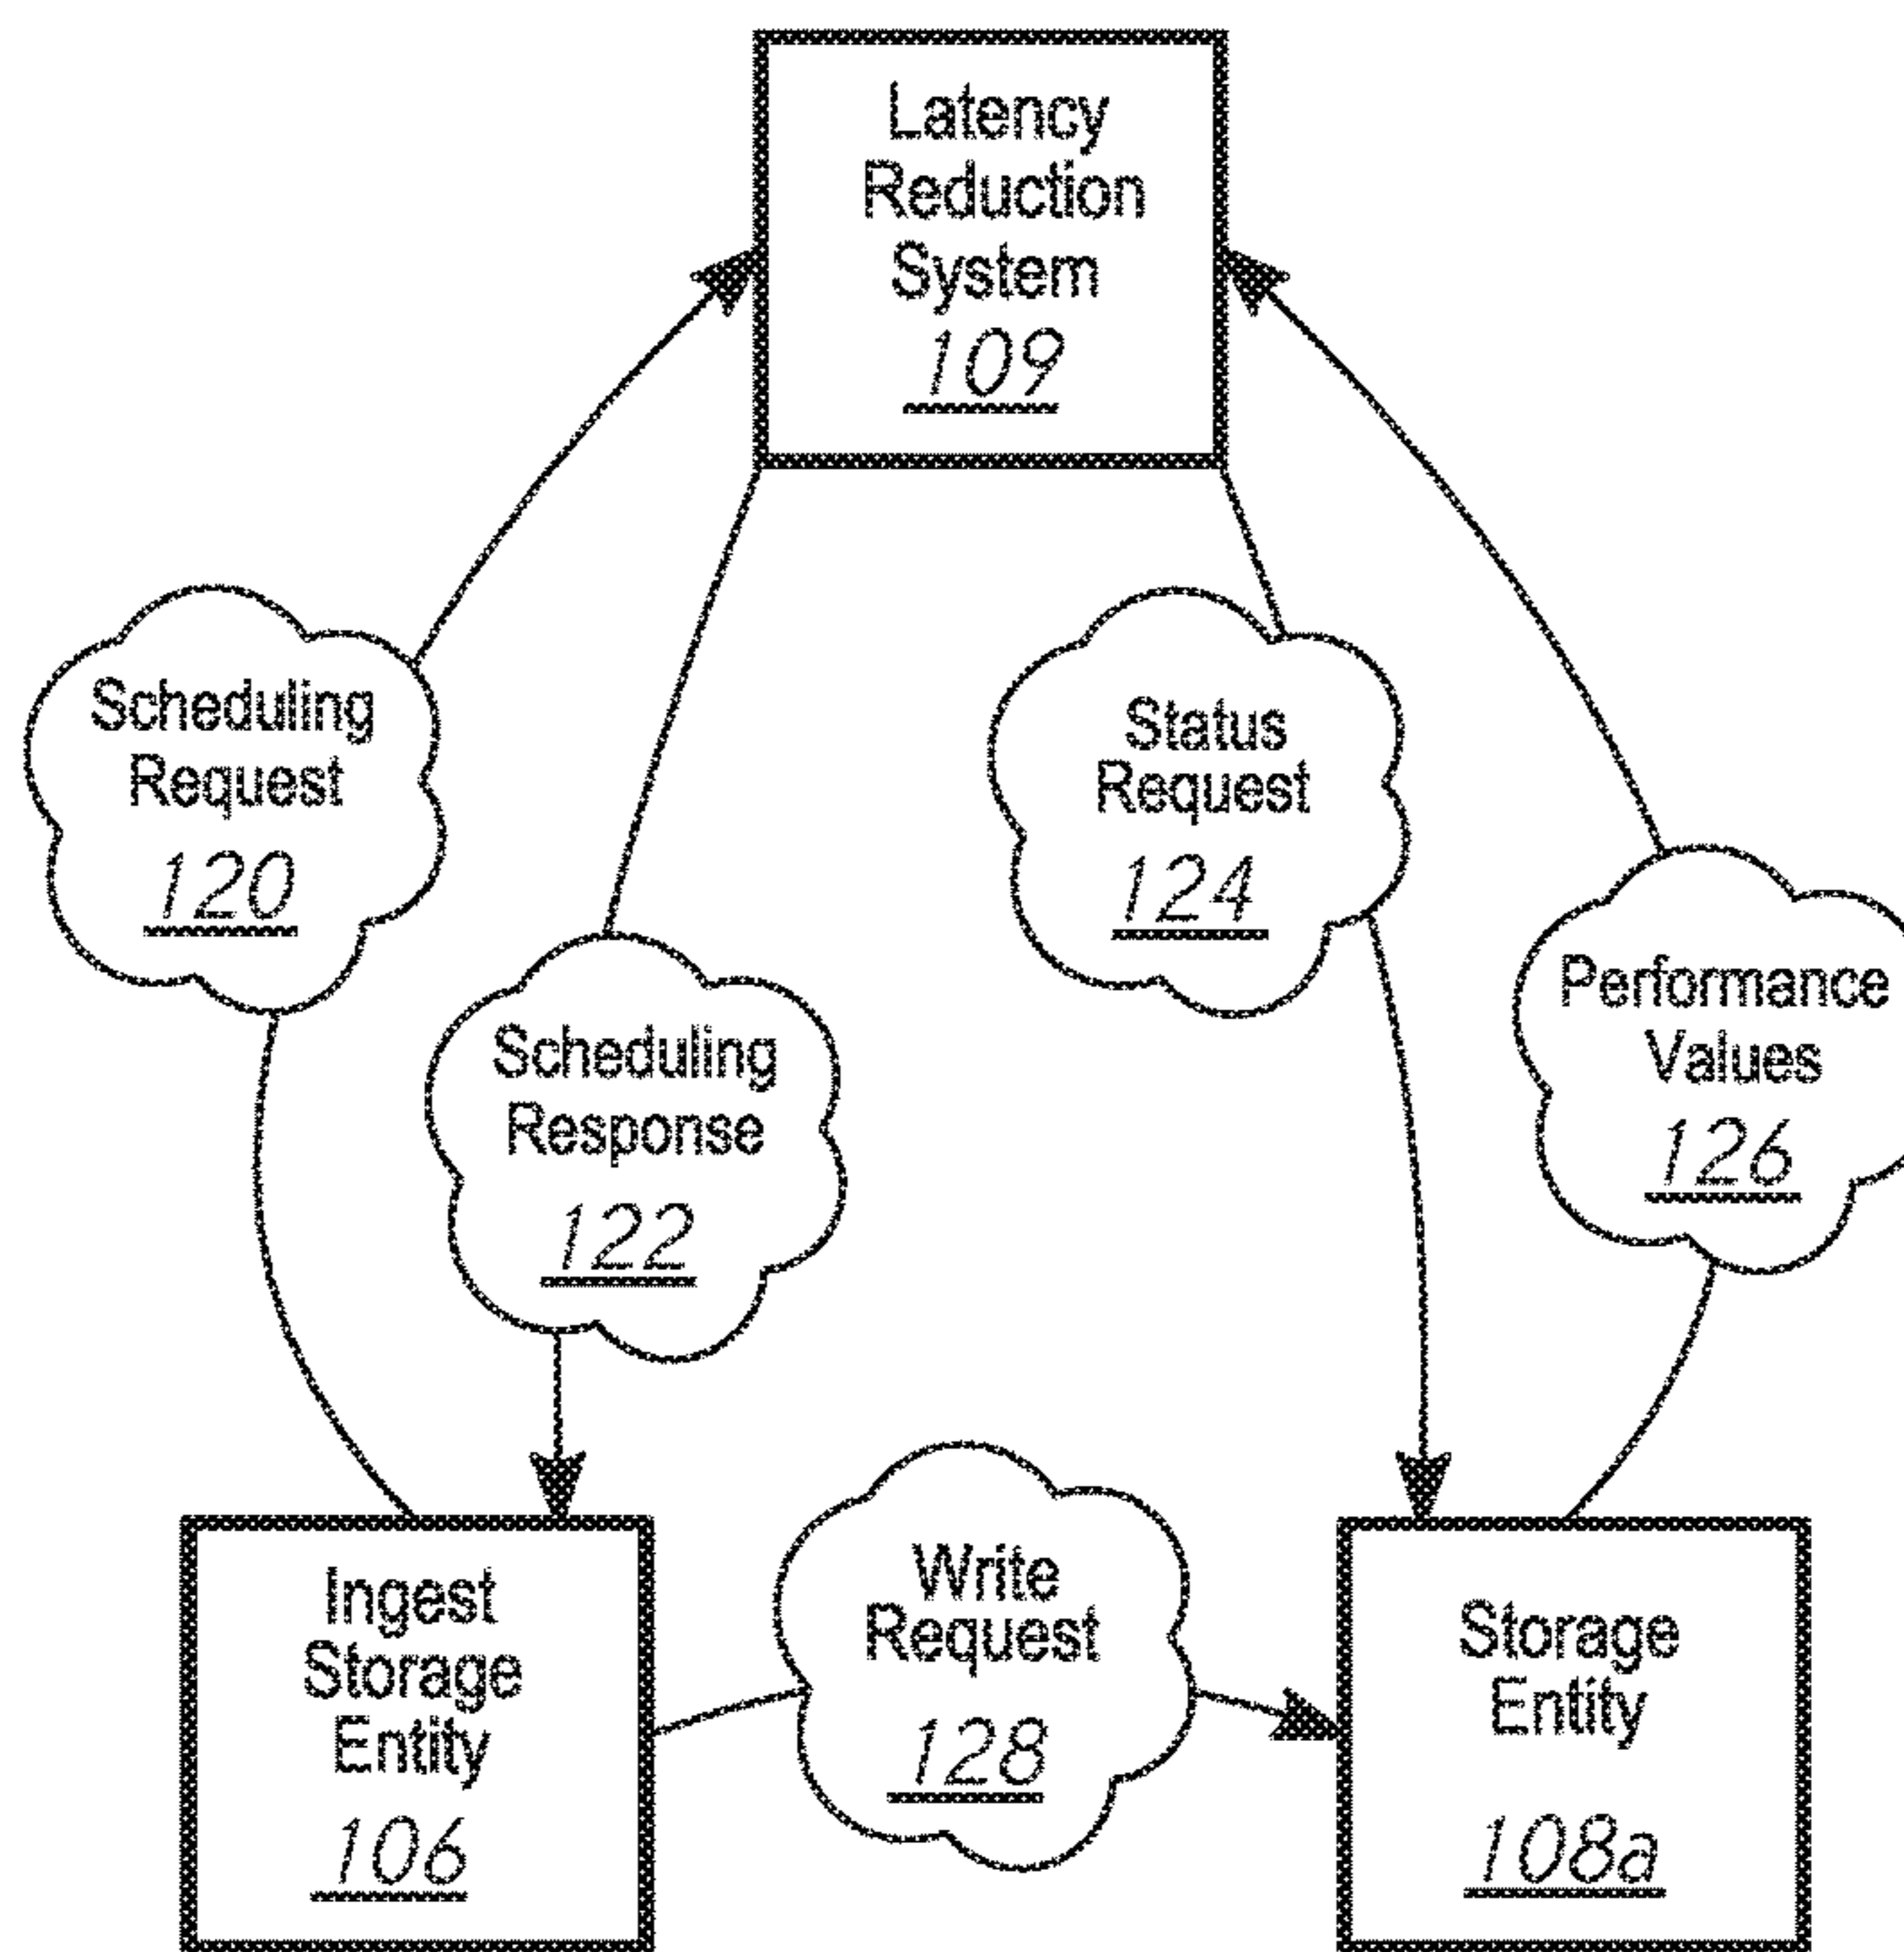 Latency
Reduction
System
109
Scheduling
Request
120
Status
Request
124
Scheduling
Response
122
Performance
Values
126
Ingest
Storage
Entity
106
Write
Request
128
Storage
Entity
108a